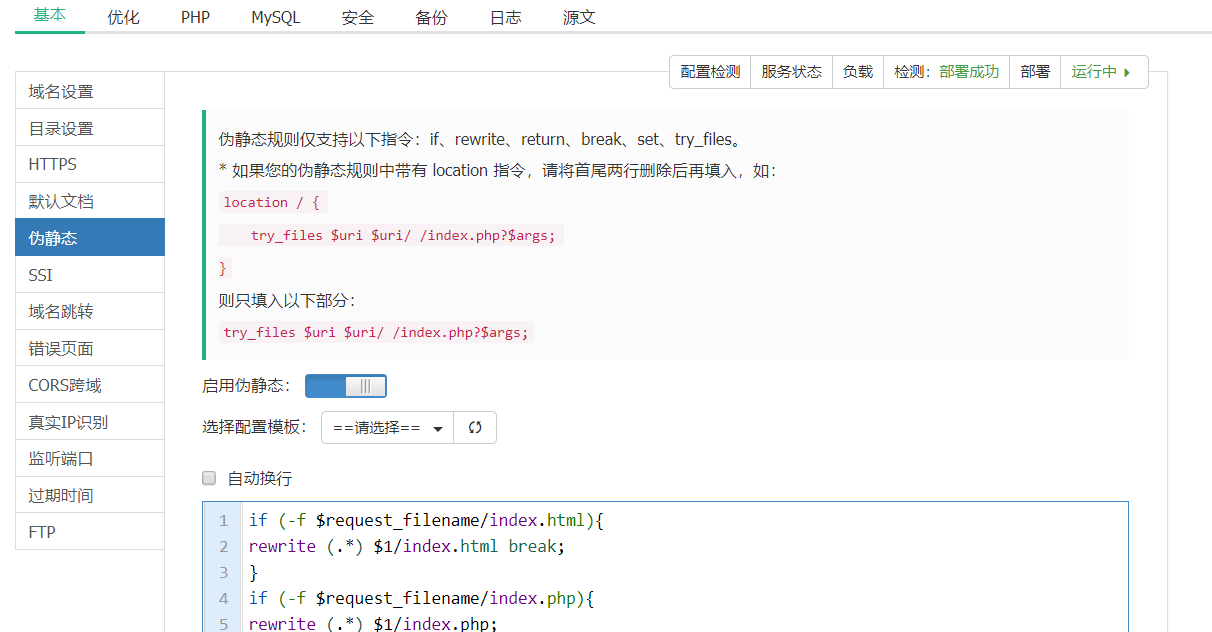 基本 优化 PHP MySQL 安全 备份 日志 源文
配置检测 服务状态 负载 检测：部署成功 部署 运行中
域名设置
目录设置
HTTPS
默认文档
伪静态
SSI
域名跳转
错误页面
CORS跨域
真实IP识别
监听端口
过期时间
FTP
伪静态规则仅支持以下指令：if、rewrite、return、break、set、try_files。
* 如果您的伪静态规则中带有 location 指令，请将首尾两行删除后再填入，如：
location / {
try_files $uri $uri/ /index.php?$args;
}
则只填入以下部分：
try_files $uri $uri/ /index.php?$args;
启用伪静态：
选择配置模板： ==请选择==
自动换行
1 if (-f $request_filename/index.html){
2 rewrite (.*) $1/index.html break;
3 }
4 if (-f $request_filename/index.php){
5 rewrite (.*) $1/index.php;